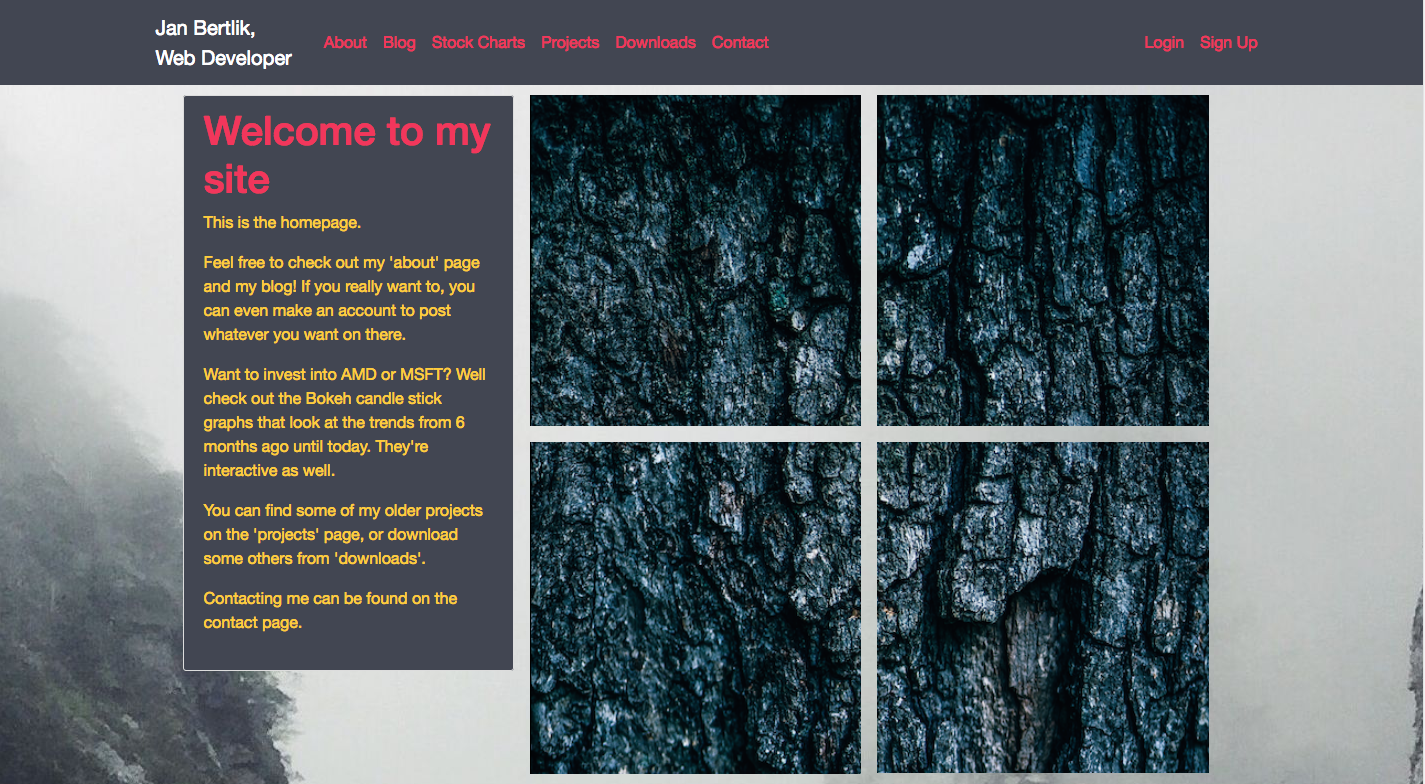 Jan Bertlik,
Web Developer
About Blog Stock Charts Projects Downloads Contact
Login Sign Up
Welcome to my
site
This is the homepage.
Feel free to check out my 'about' page
and my blog! If you really want to, you
can even make an account to post
whatever you want on there.
Want to invest into AMD or MSFT? Well
check out the Bokeh candle stick
graphs that look at the trends from 6
months ago until today. They're
interactive as well.
You can find some of my older projects
on the 'projects' page, or download
some others from 'downloads'.
Contacting me can be found on the
contact page.